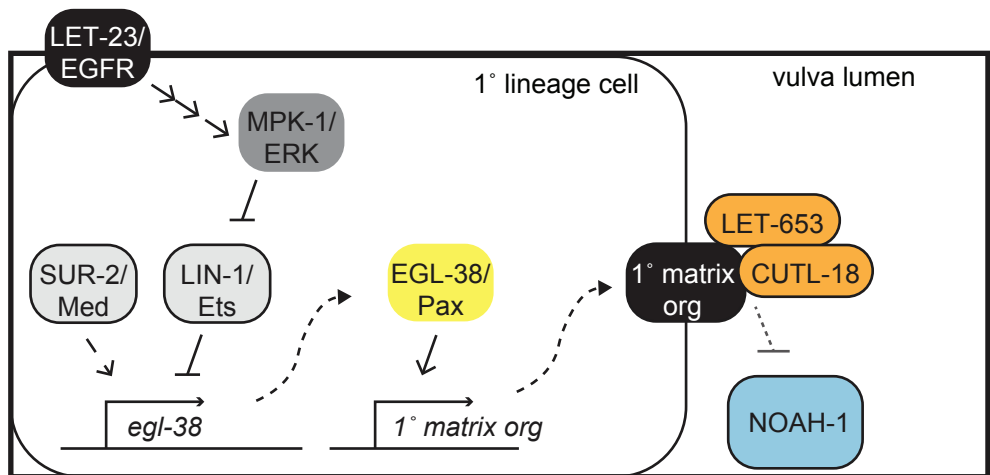 LET-23/
EGFR
1˚ lineage cell
vulva lumen
MPK-1/
ERK
SUR-2/
Med
LIN-1/
Ets
EGL-38/
Pax
1˚ matrix
org
LET-653
CUTL-18
NOAH-1
egl-38
1˚ matrix org